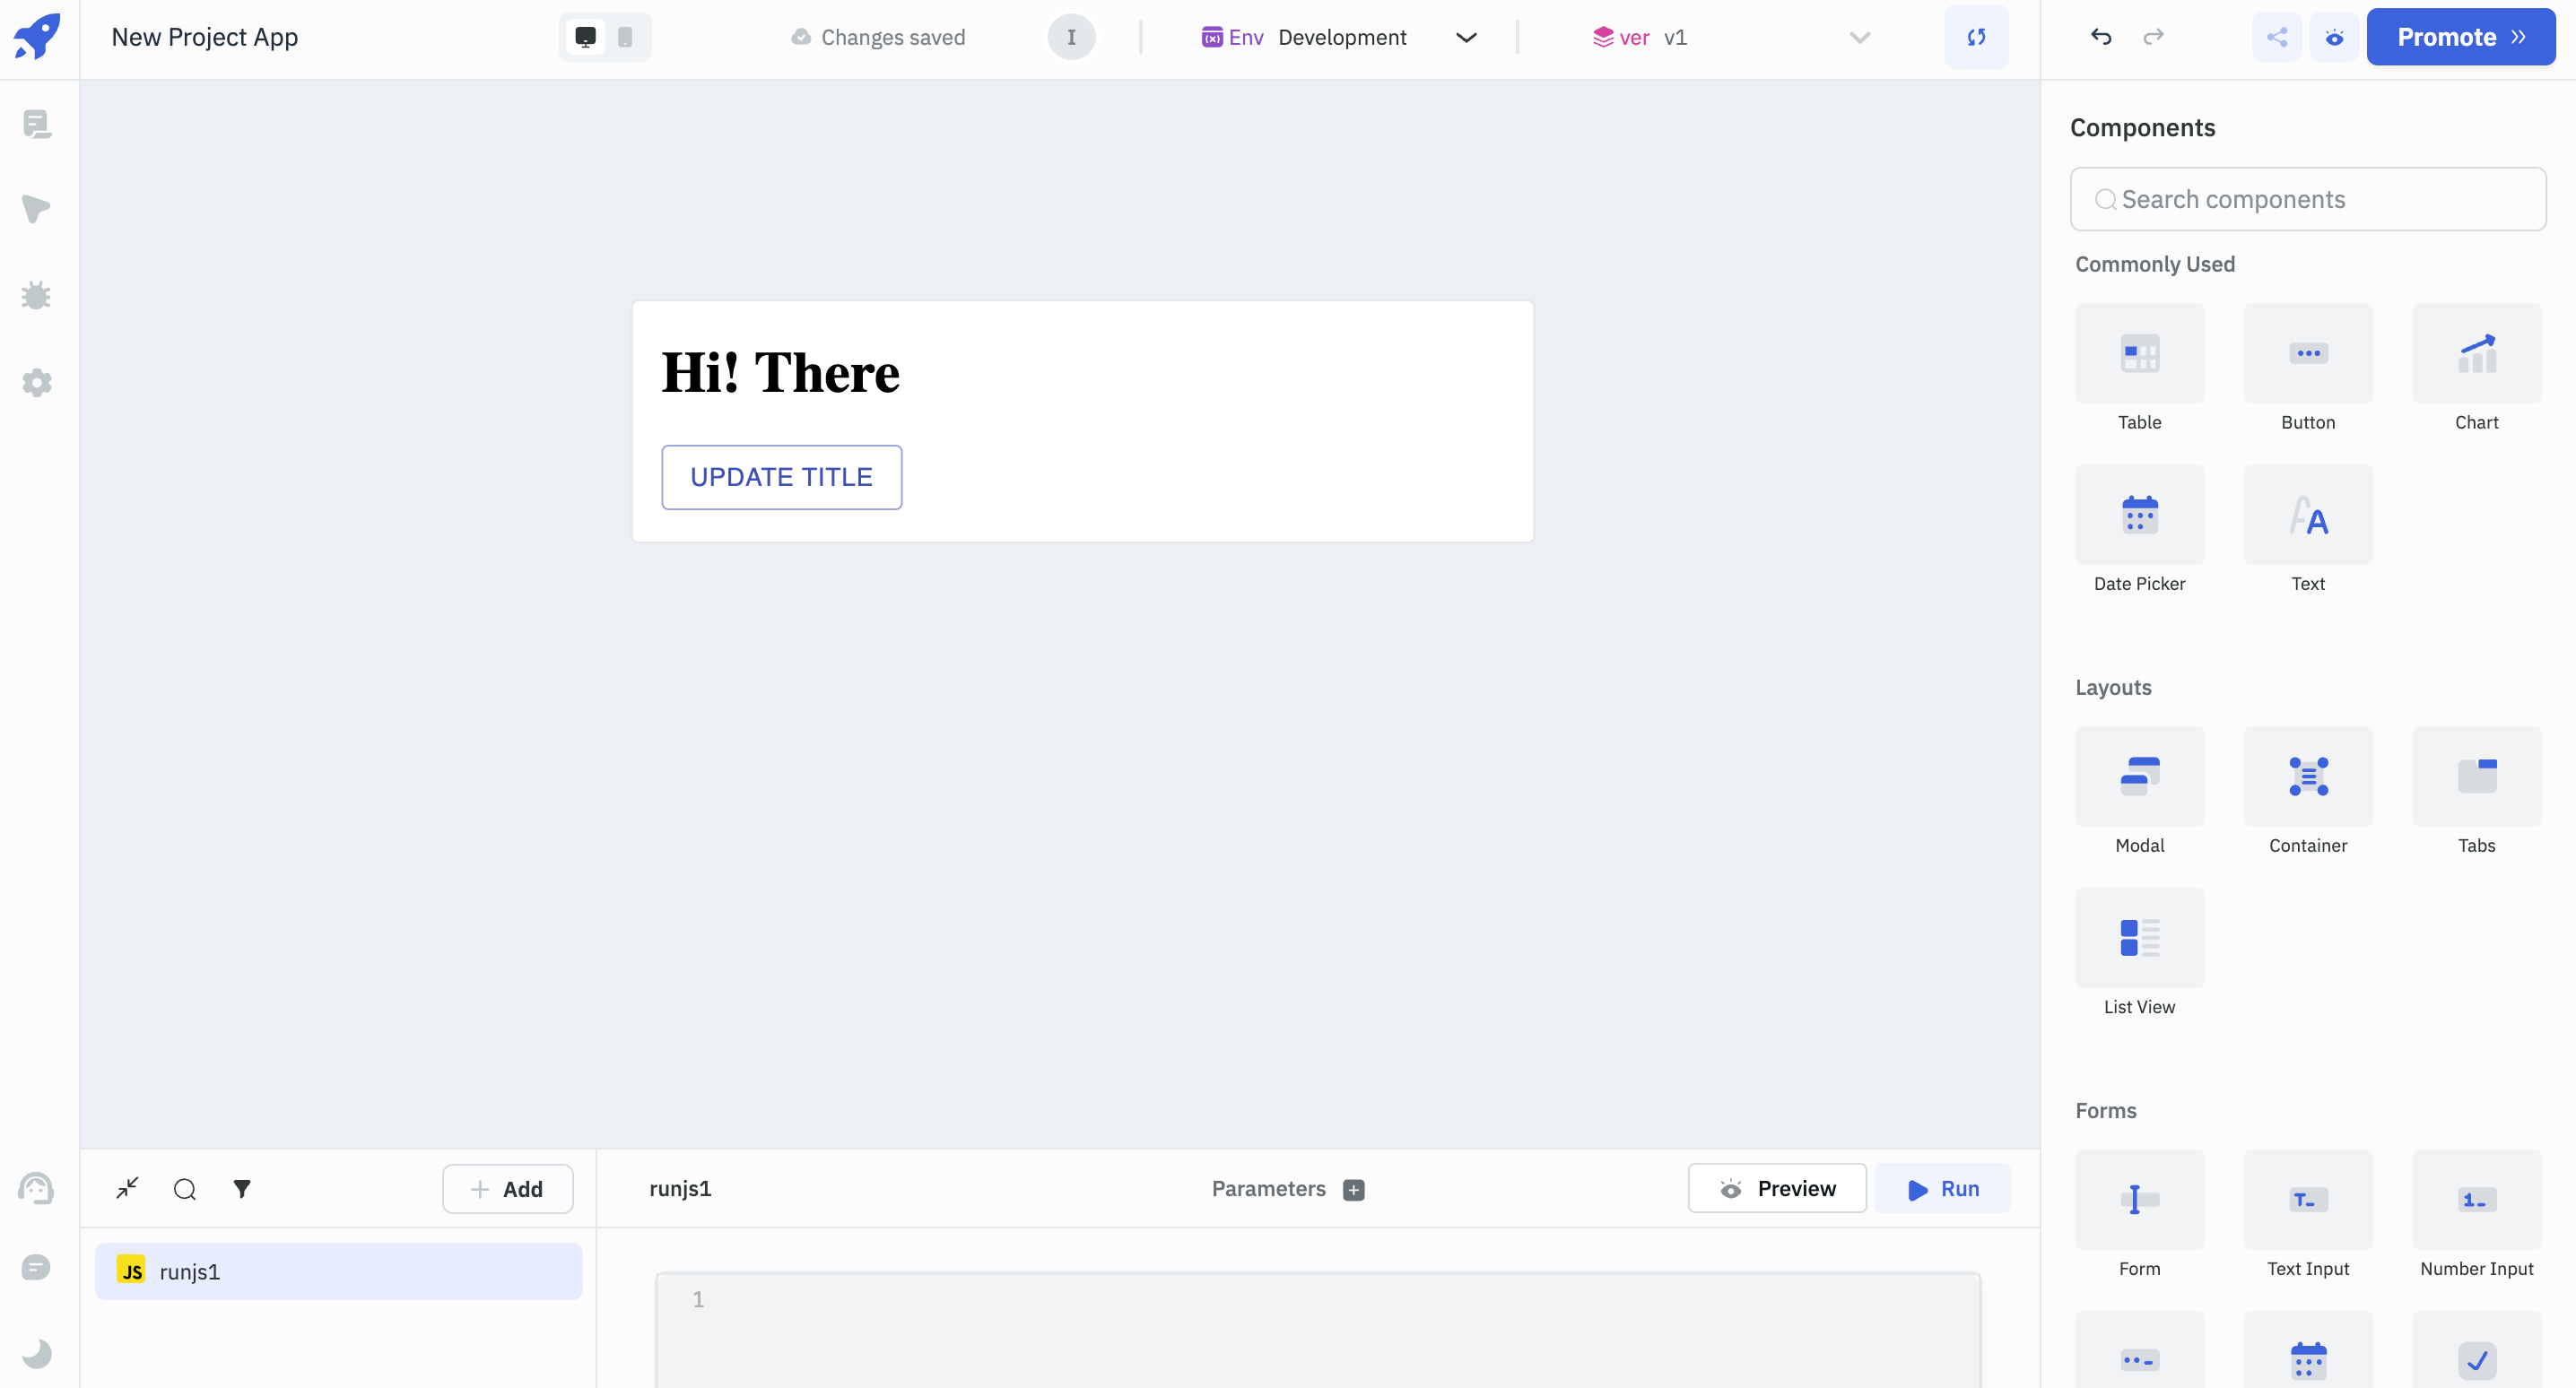 New Project App
Changes saved
I
Env Development
ver v1
Promote
Components
Search components
Commonly Used
Table Button Chart
Date Picker Text
Hi! There
UPDATE TITLE
Layouts
Modal Container Tabs
List View
Forms
Form Text Input Number Input
Add
runjs1
Parameters
Preview
Run
JS runjs1
1